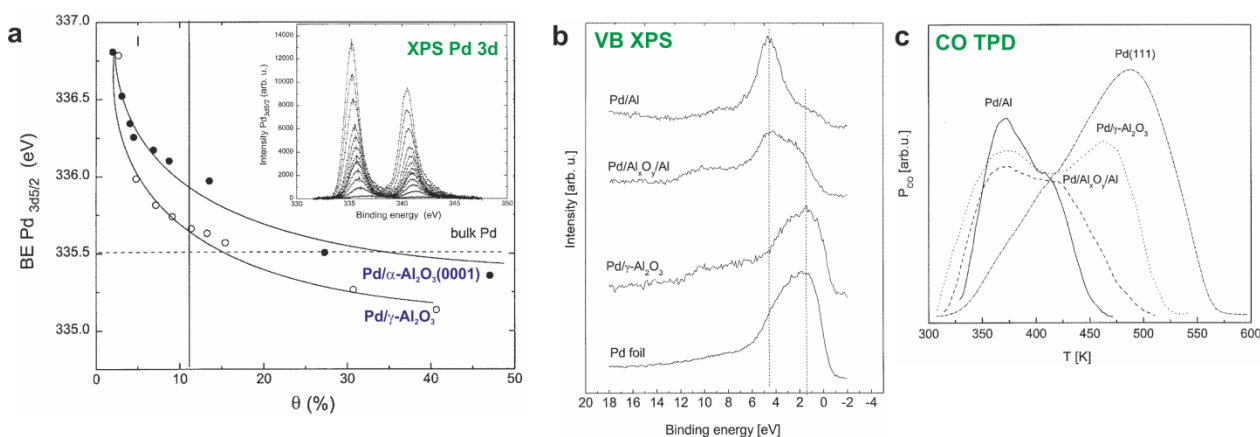 a
337.0
336.5
336.0
335.5
335.0
BE Pd 3d5/2 (eV)
0 10 20 30 40 50
θ (%)
I
bulk Pd
Pd/α-Al2O3(0001)
Pd/γ-Al2O3
XPS Pd 3d
14000
12000
10000
8000
6000
4000
2000
0
Intensity Pd3d5/2 (arb. u.)
330 335 340 345 350
Binding energy (eV)
b
VB XPS
Pd/Al
Pd/AlxOy/Al
Pd/γ-Al2O3
Pd foil
Intensity [arb. u.]
20 18 16 14 12 10 8 6 4 2 0 -2 -4
Binding energy [eV]
c
CO TPD
Pd(111)
Pd/Al
Pd/γ-Al2O3
Pd/AlxOy/Al
PCO [arb.u.]
300 350 400 450 500 550 600
T [K]